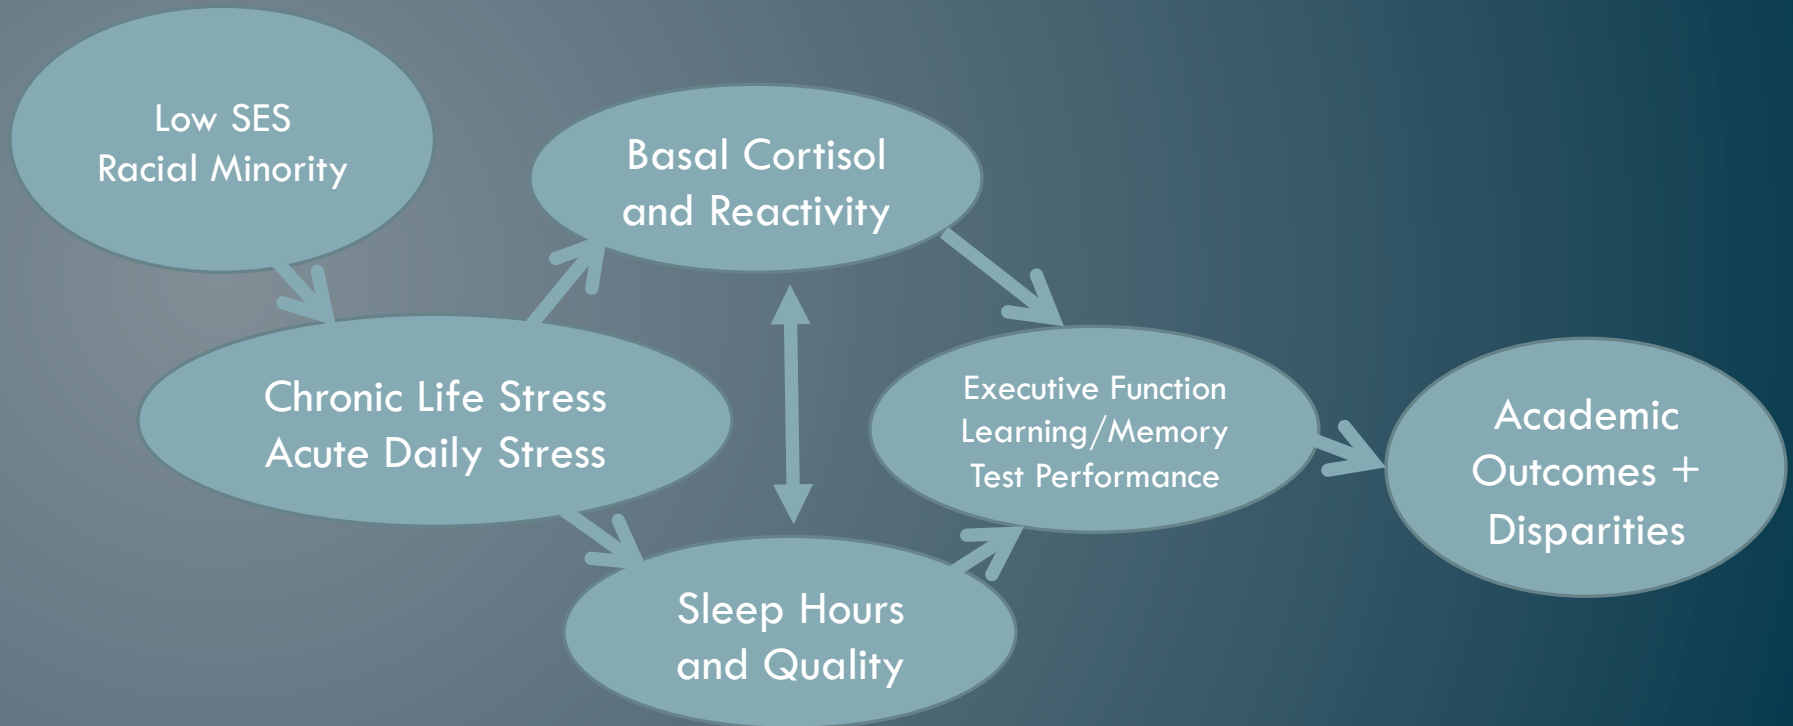 Low SES
Racial Minority
Basal Cortisol
and Reactivity
Chronic Life Stress
Acute Daily Stress
Executive Function
Learning/Memory
Test Performance
Academic
Outcomes +
Disparities
Sleep Hours
and Quality